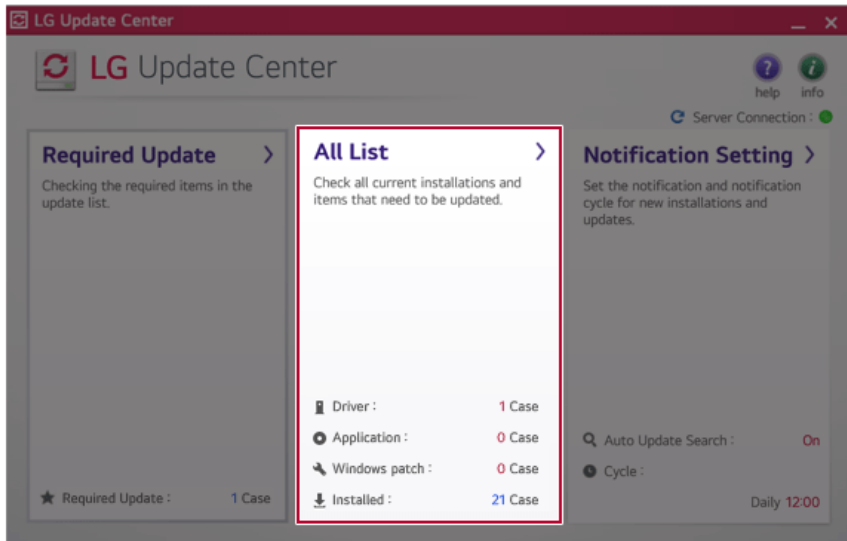 LG Update Center
LG Update Center
help info
Server Connection :
Required Update
Checking the required items in the
update list.
Required Update : 1 Case
All List
Check all current installations and
items that need to be updated.
Driver : 1 Case
Application : 0 Case
Windows patch : 0 Case
Installed : 21 Case
Notification Setting
Set the notification and notification
cycle for new installations and
updates.
Auto Update Search : On
Cycle :
Daily 12:00